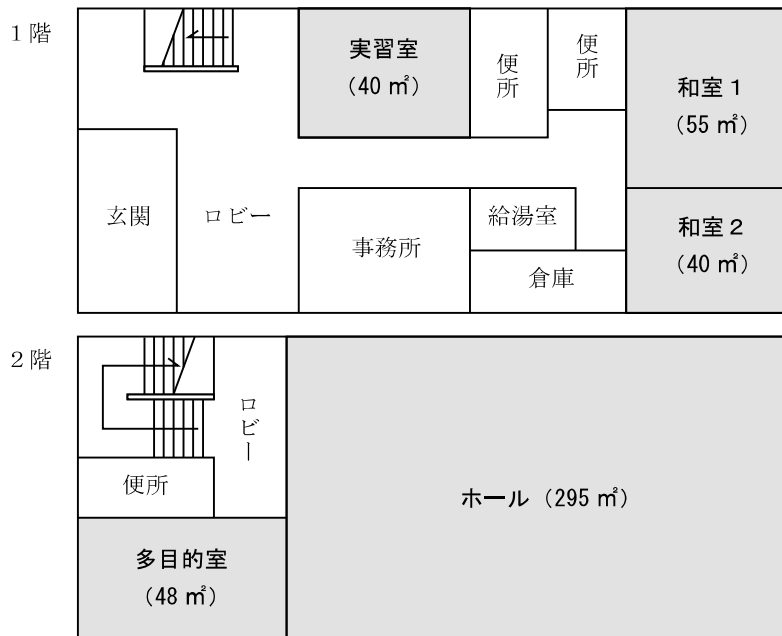 1階
実習室
(40 ㎡)
便所
便所
和室1
(55 ㎡)
玄関
ロビー
事務所
給湯室
倉庫
和室2
(40 ㎡)
2階
ロビー
便所
多目的室
(48 ㎡)
ホール (295 ㎡)